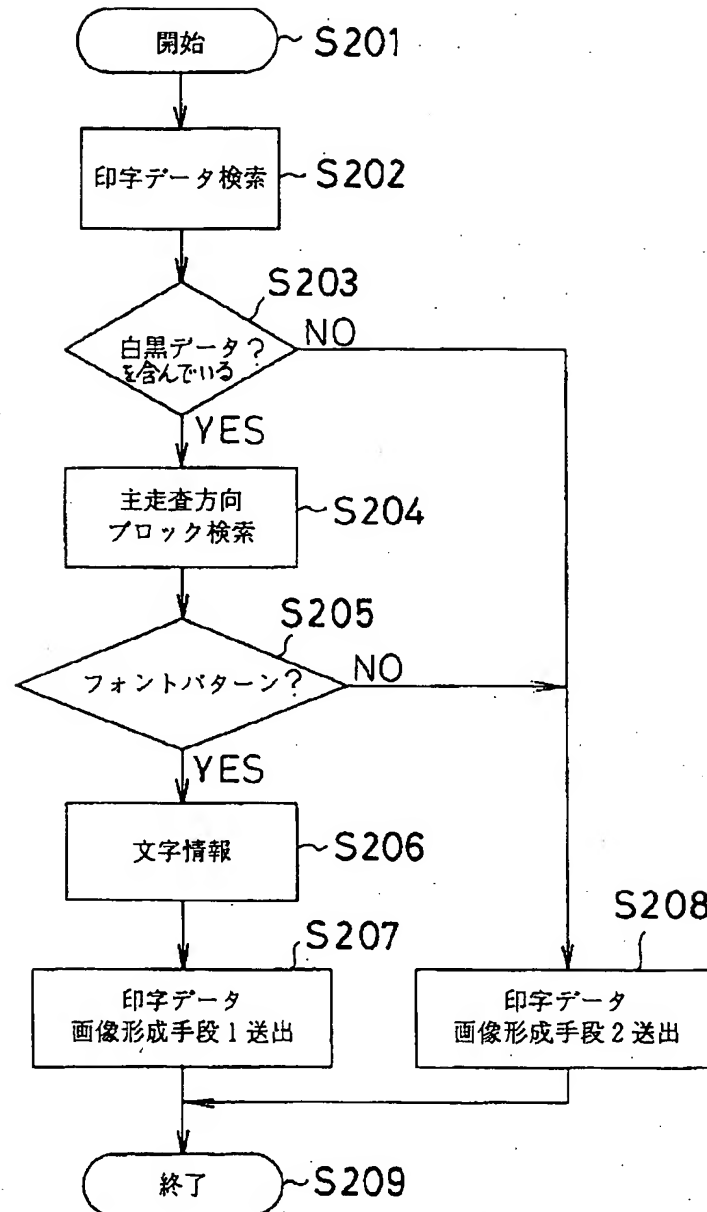 開始
S201
印字データ検索
S202
S203
白黒データ?
を含んでいる
NO
YES
主走査方向
ブロック検索
S204
S205
フォントパターン?
NO
YES
文字情報
S206
S207
印字データ
画像形成手段1送出
S208
印字データ
画像形成手段2送出
終了
S209